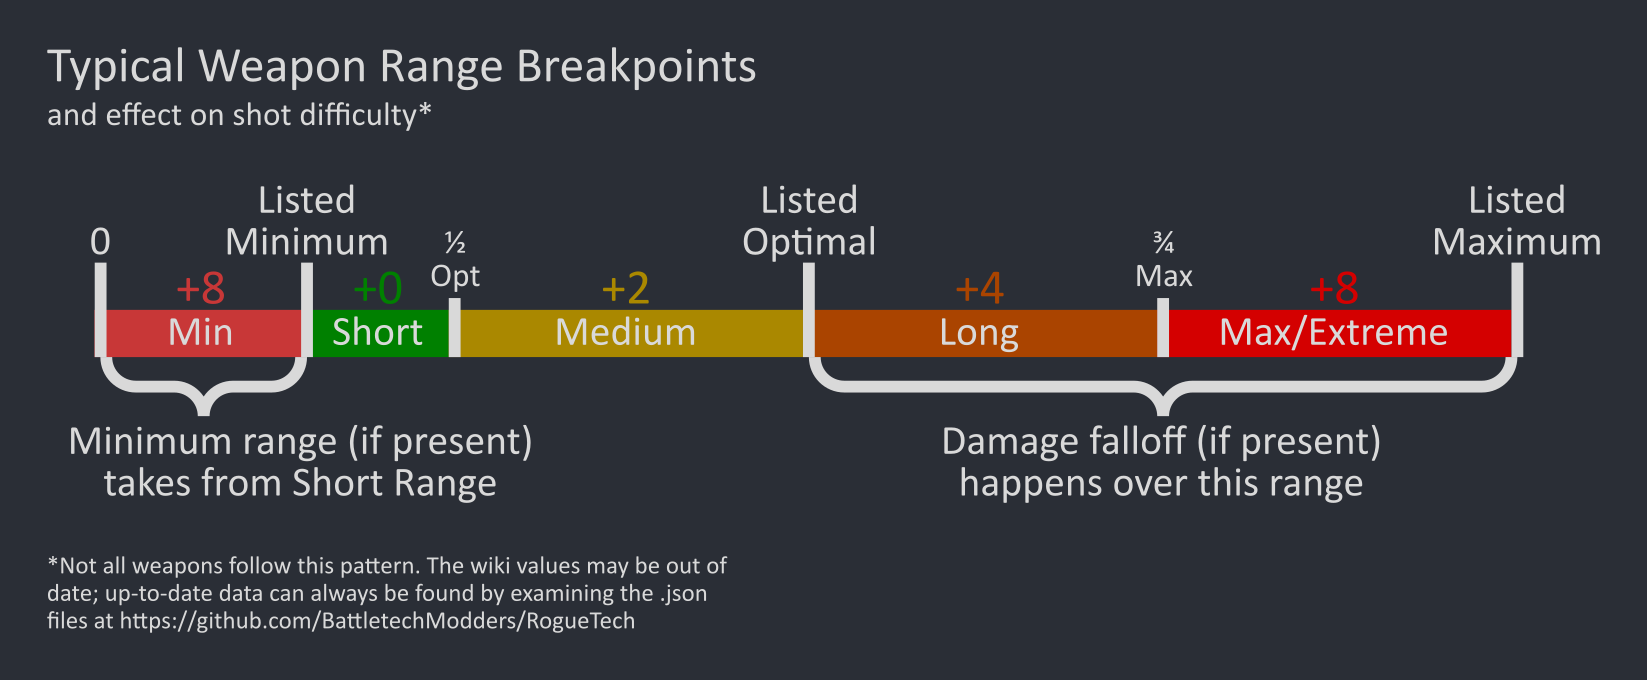 Typical Weapon Range Breakpoints
and effect on shot difficulty*
0
Listed
Minimum
½
Opt
Listed
Optimal
¾
Max
Listed
Maximum
+8
+0
+2
+4
+8
Min
Short
Medium
Long
Max/Extreme
Minimum range (if present)
takes from Short Range
Damage falloff (if present)
happens over this range
*Not all weapons follow this pattern. The wiki values may be out of
date; up-to-date data can always be found by examining the .json
files at https://github.com/BattletechModders/RogueTech